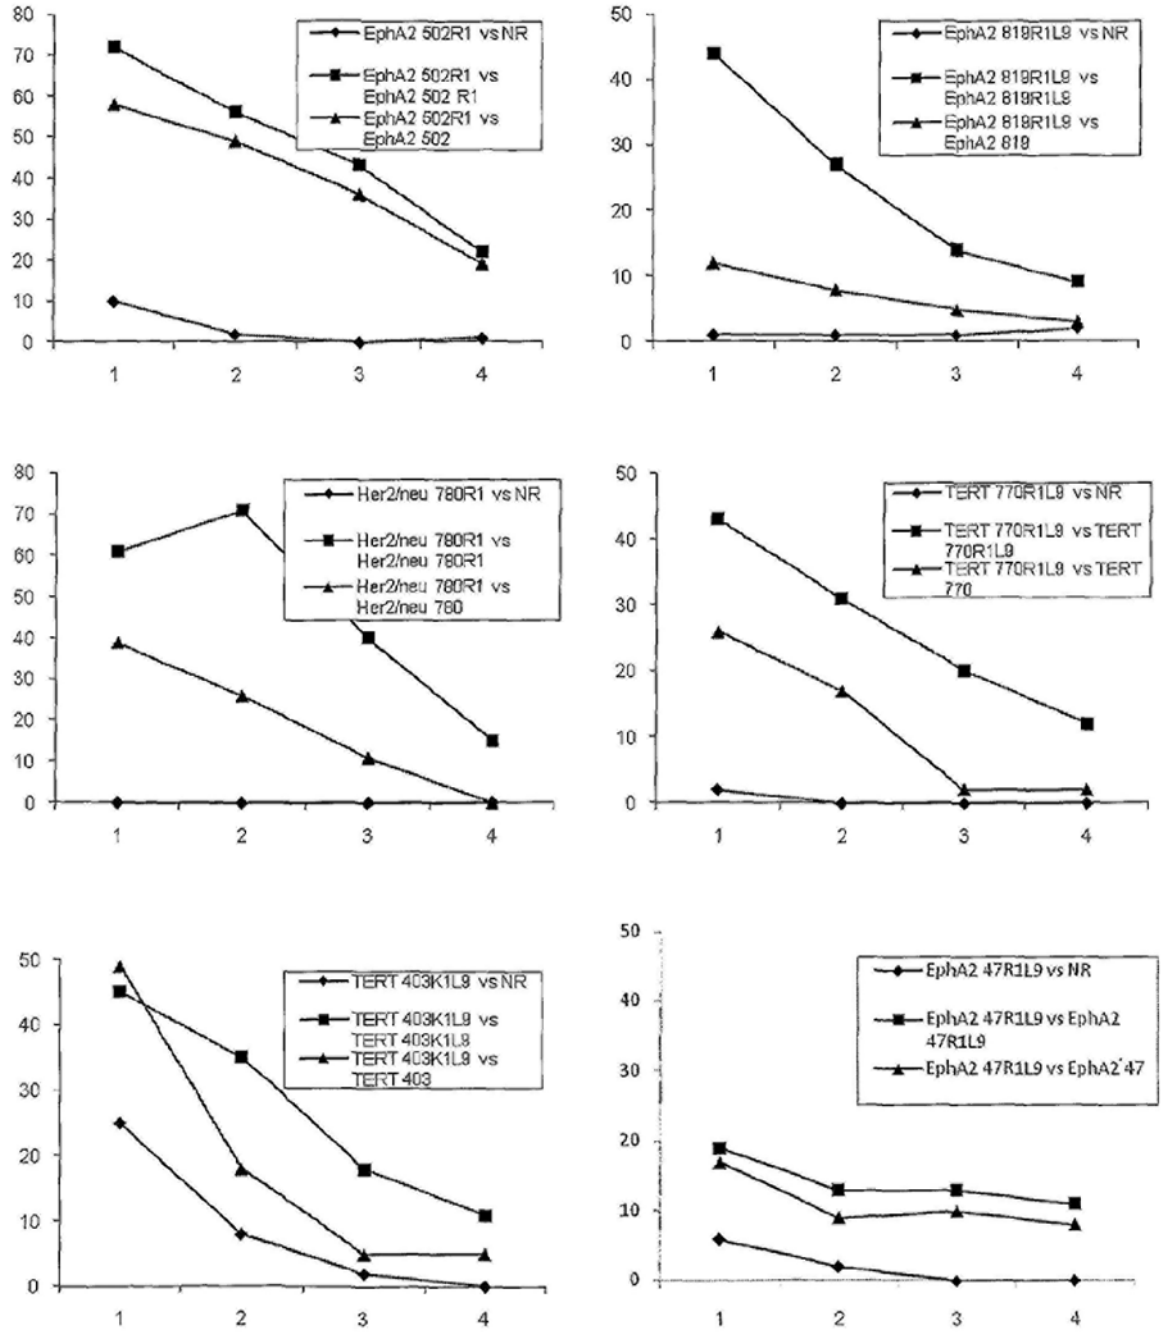 80
70
60
50
40
30
20
10
0
1 2 3 4
EphA2 502R1 vs NR
EphA2 502R1 vs
EphA2 502 R1
EphA2 502R1 vs
EphA2 502
50
40
30
20
10
0
1 2 3 4
EphA2 819R1L9 vs NR
EphA2 819R1L9 vs
EphA2 819R1L9
EphA2 819R1L9 vs
EphA2 819
80
70
60
50
40
30
20
10
0
1 2 3 4
Her2/neu 780R1 vs NR
Her2/neu 780R1 vs
Her2/neu 780R1
Her2/neu 780R1 vs
Her2/neu 780
50
40
30
20
10
0
1 2 3 4
TERT 770R1L9 vs NR
TERT 770R1L9 vs TERT
770R1L9
TERT 770R1L9 vs TERT
770
50
40
30
20
10
0
1 2 3 4
TERT 403K1L9 vs NR
TERT 403K1L9 vs
TERT 403K1L9
TERT 403K1L9 vs
TERT 403
50
40
30
20
10
0
1 2 3 4
EphA2 47R1L9 vs NR
EphA2 47R1L9 vs EphA2
47R1L9
EphA2 47R1L9 vs EphA2 47